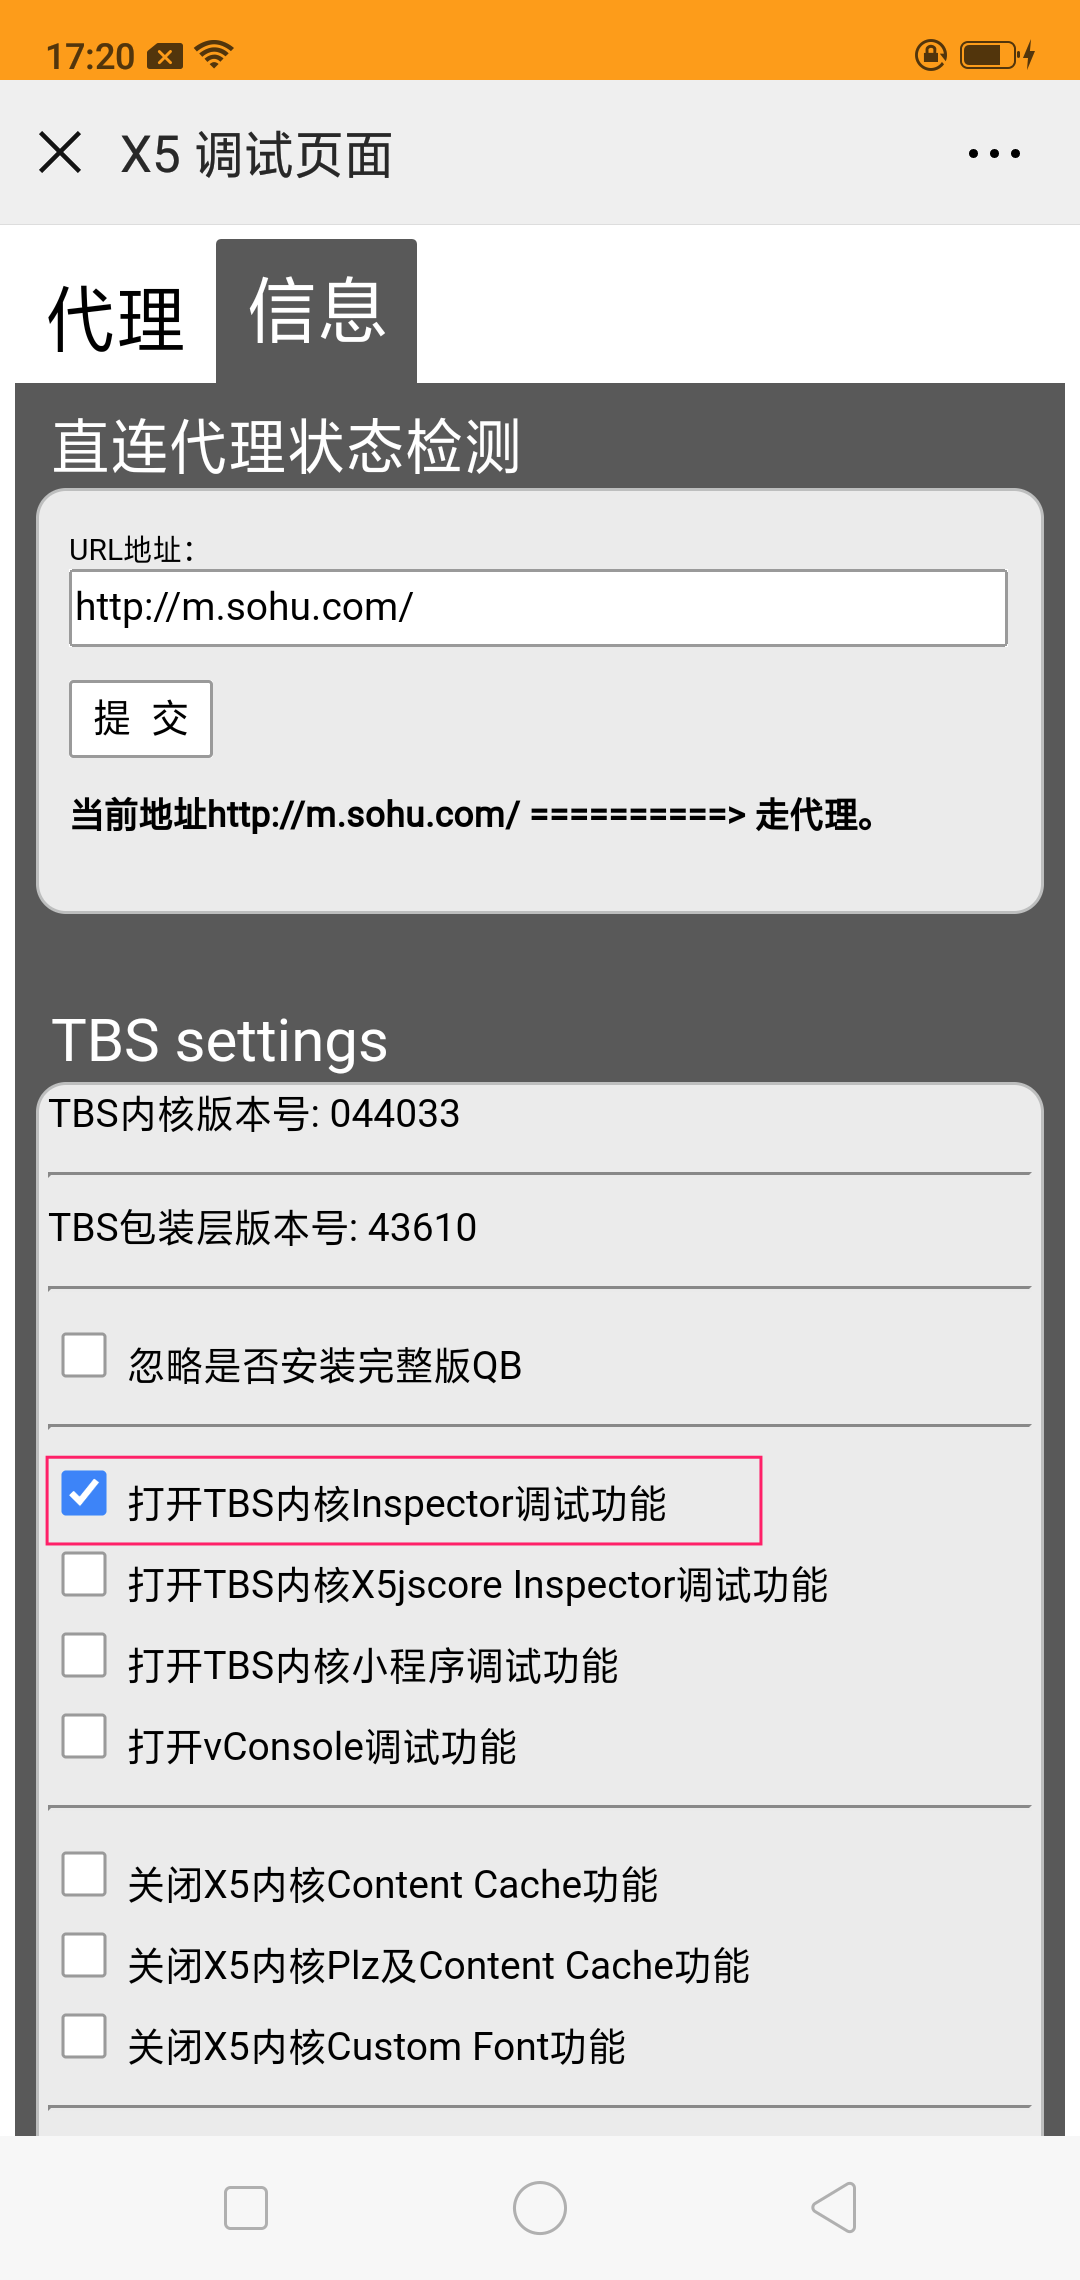 17:20
X5 调试页面
代理 信息
直连代理状态检测
URL地址：
http://m.sohu.com/
提 交
当前地址http://m.sohu.com/ ==========> 走代理。
TBS settings
TBS内核版本号: 044033
TBS包装层版本号: 43610
忽略是否安装完整版QB
打开TBS内核Inspector调试功能
打开TBS内核X5jscore Inspector调试功能
打开TBS内核小程序调试功能
打开vConsole调试功能
关闭X5内核Content Cache功能
关闭X5内核Plz及Content Cache功能
关闭X5内核Custom Font功能